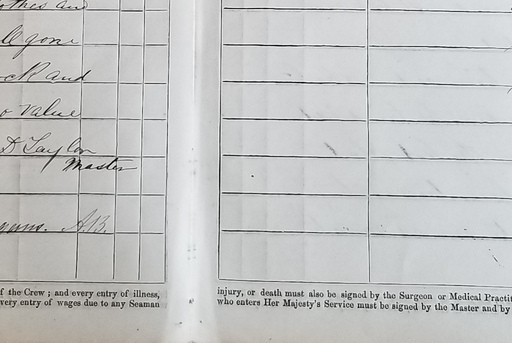 and
gone
and
value
D Taylor
Master
A.B.
f the Crew ; and every entry of illness,
very entry of wages due to any Seaman
injury, or death must also be signed by the Surgeon or Medical Practit
who enters Her Majesty's Service must be signed by the Master and by